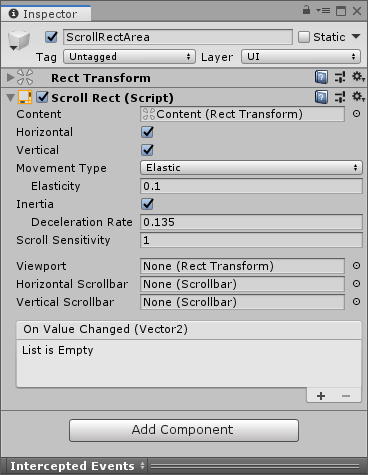 Inspector
ScrollRectArea Static
Tag Untagged Layer UI
Rect Transform
Scroll Rect (Script)
Content Content (Rect Transform)
Horizontal
Vertical
Movement Type Elastic
Elasticity 0.1
Inertia
Deceleration Rate 0.135
Scroll Sensitivity 1
Viewport None (Rect Transform)
Horizontal Scrollbar None (Scrollbar)
Vertical Scrollbar None (Scrollbar)
On Value Changed (Vector2)
List is Empty
+ −
Add Component
Intercepted Events